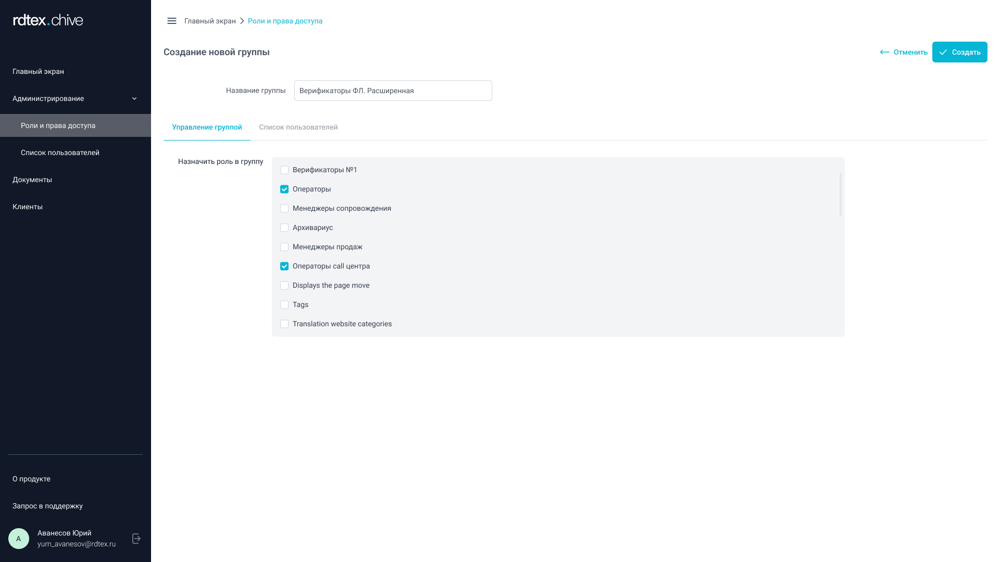 rdtex.chive
Главный экран
Администрирование
Роли и права доступа
Список пользователей
Документы
Клиенты
О продукте
Запрос в поддержку
А
Аванесов Юрий
yum_avanesov@rdtex.ru
Главный экран
Роли и права доступа
Создание новой группы
Отменить
Создать
Название группы
Верификаторы ФЛ. Расширенная
Управление группой
Список пользователей
Назначить роль в группу
Верификаторы №1
Операторы
Менеджеры сопровождения
Архивариус
Менеджеры продаж
Операторы call центра
Displays the page move
Tags
Translation website categories